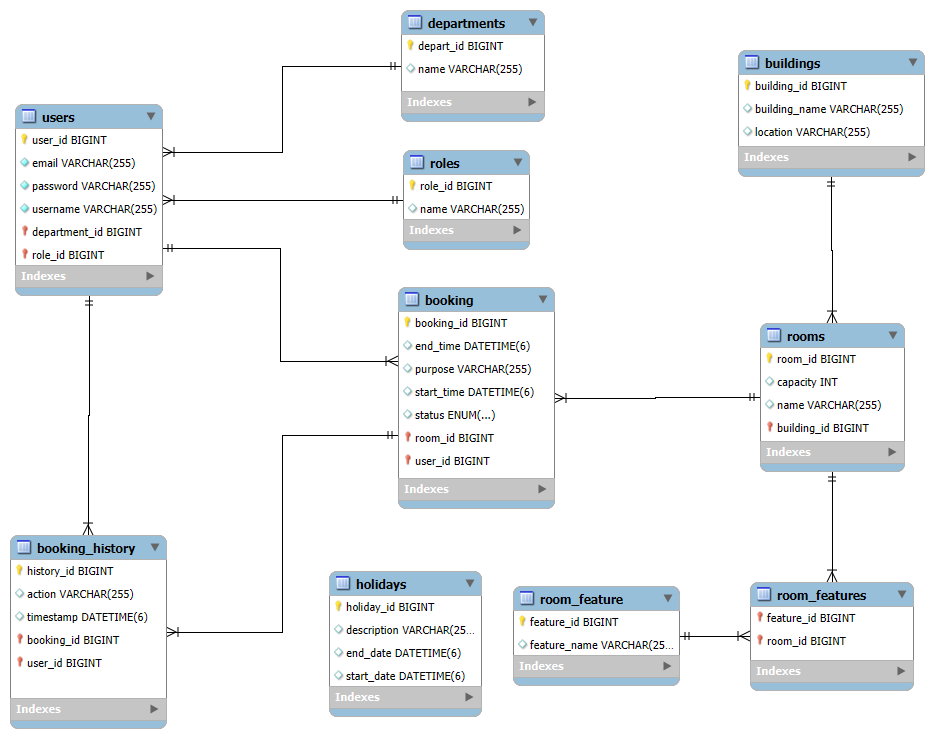 departments
depart_id BIGINT
name VARCHAR(255)
Indexes
buildings
building_id BIGINT
building_name VARCHAR(255)
location VARCHAR(255)
Indexes
users
user_id BIGINT
email VARCHAR(255)
password VARCHAR(255)
username VARCHAR(255)
department_id BIGINT
role_id BIGINT
Indexes
roles
role_id BIGINT
name VARCHAR(255)
Indexes
booking
booking_id BIGINT
end_time DATETIME(6)
purpose VARCHAR(255)
start_time DATETIME(6)
status ENUM(...)
room_id BIGINT
user_id BIGINT
Indexes
rooms
room_id BIGINT
capacity INT
name VARCHAR(255)
building_id BIGINT
Indexes
booking_history
history_id BIGINT
action VARCHAR(255)
timestamp DATETIME(6)
booking_id BIGINT
user_id BIGINT
Indexes
holidays
holiday_id BIGINT
description VARCHAR(25...
end_date DATETIME(6)
start_date DATETIME(6)
Indexes
room_feature
feature_id BIGINT
feature_name VARCHAR(25...
Indexes
room_features
feature_id BIGINT
room_id BIGINT
Indexes